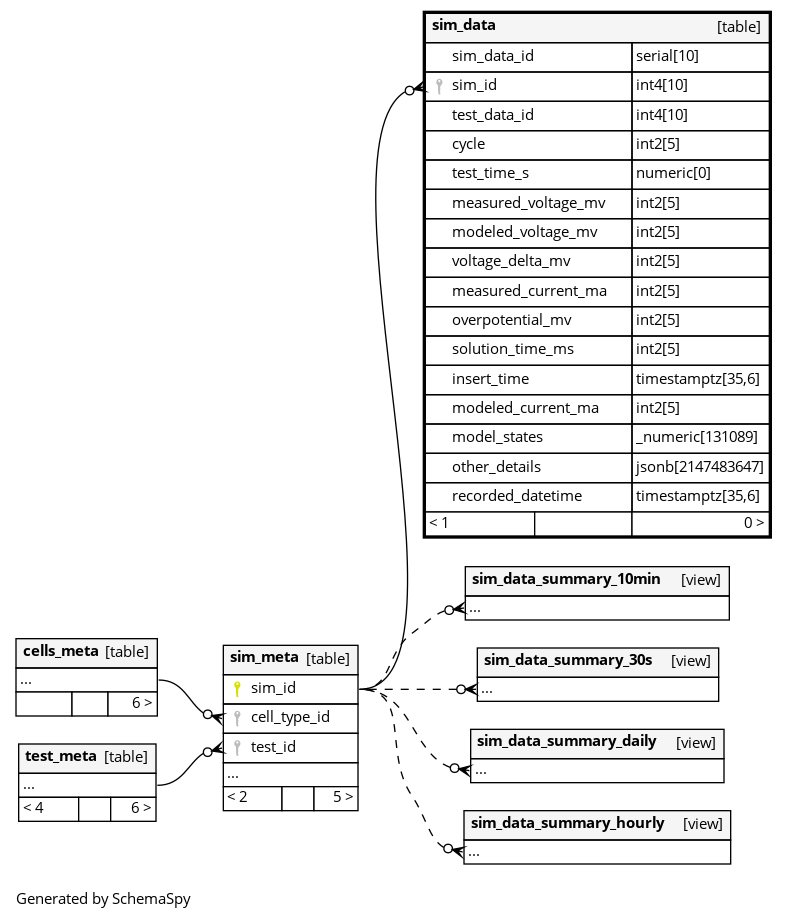 sim_data [table]
sim_data_id serial[10]
sim_id int4[10]
test_data_id int4[10]
cycle int2[5]
test_time_s numeric[0]
measured_voltage_mv int2[5]
modeled_voltage_mv int2[5]
voltage_delta_mv int2[5]
measured_current_ma int2[5]
overpotential_mv int2[5]
solution_time_ms int2[5]
insert_time timestamptz[35,6]
modeled_current_ma int2[5]
model_states _numeric[131089]
other_details jsonb[2147483647]
recorded_datetime timestamptz[35,6]
< 1 0 >
sim_data_summary_10min [view]
...
cells_meta [table]
...
6 >
sim_meta [table]
sim_id
cell_type_id
test_id
...
< 2 5 >
sim_data_summary_30s [view]
...
test_meta [table]
...
< 4 6 >
sim_data_summary_daily [view]
...
sim_data_summary_hourly [view]
...
Generated by SchemaSpy